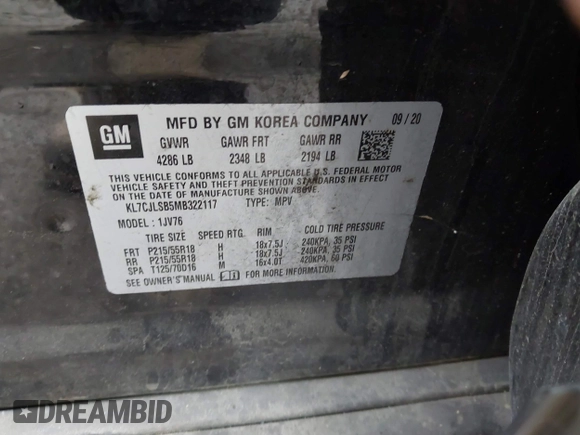 GM
MFD BY GM KOREA COMPANY 09 / 20
GVWR GAWR FRT GAWR RR
4286 LB 2348 LB 2194 LB
THIS VEHICLE CONFORMS TO ALL APPLICABLE U.S. FEDERAL MOTOR
VEHICLE SAFETY AND THEFT PREVENTION STANDARDS IN EFFECT
ON THE DATE OF MANUFACTURE SHOWN ABOVE.
KL7CJLSB5MB322117 TYPE: MPV
MODEL : 1JV76
TIRE SIZE SPEED RTG. RIM COLD TIRE PRESSURE
FRT P215/55R18 H 18x7.5J 240KPA, 35 PSI
RR P215/55R18 H 18x7.5J 240KPA, 35 PSI
SPA T125/70D16 M 16x4.0T 420KPA, 60 PSI
SEE OWNER'S MANUAL FOR MORE INFORMATION.
DREAMBID